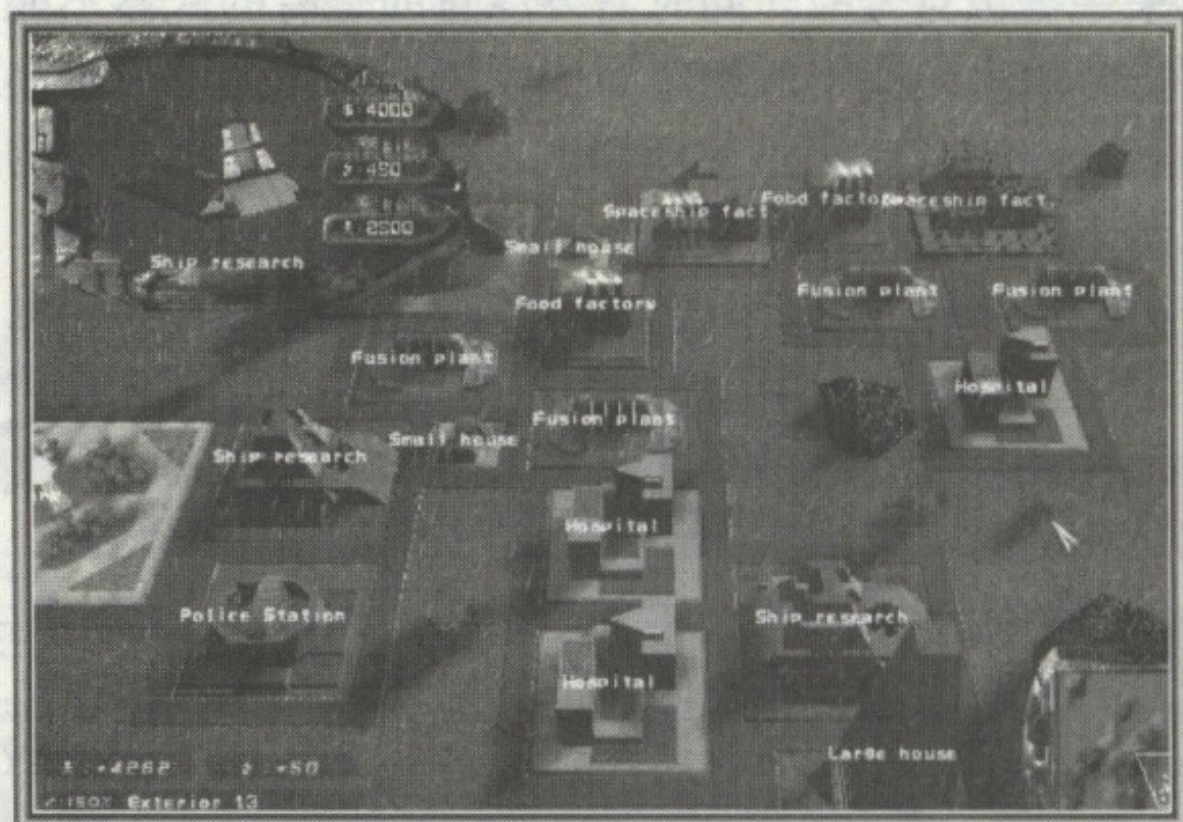 $ 4000
$ 450
$ 2500
Ship research
Spaceship fact.
Food factory
Spaceship fact.
Small house
Food factory
Fusion plant
Fusion plant
Fusion plant
Hospital
Fusion plant
Small house
Ship research
Hospital
Police Station
Ship research
Hospital
Large house
+4262 $ :+50
Exterior 13